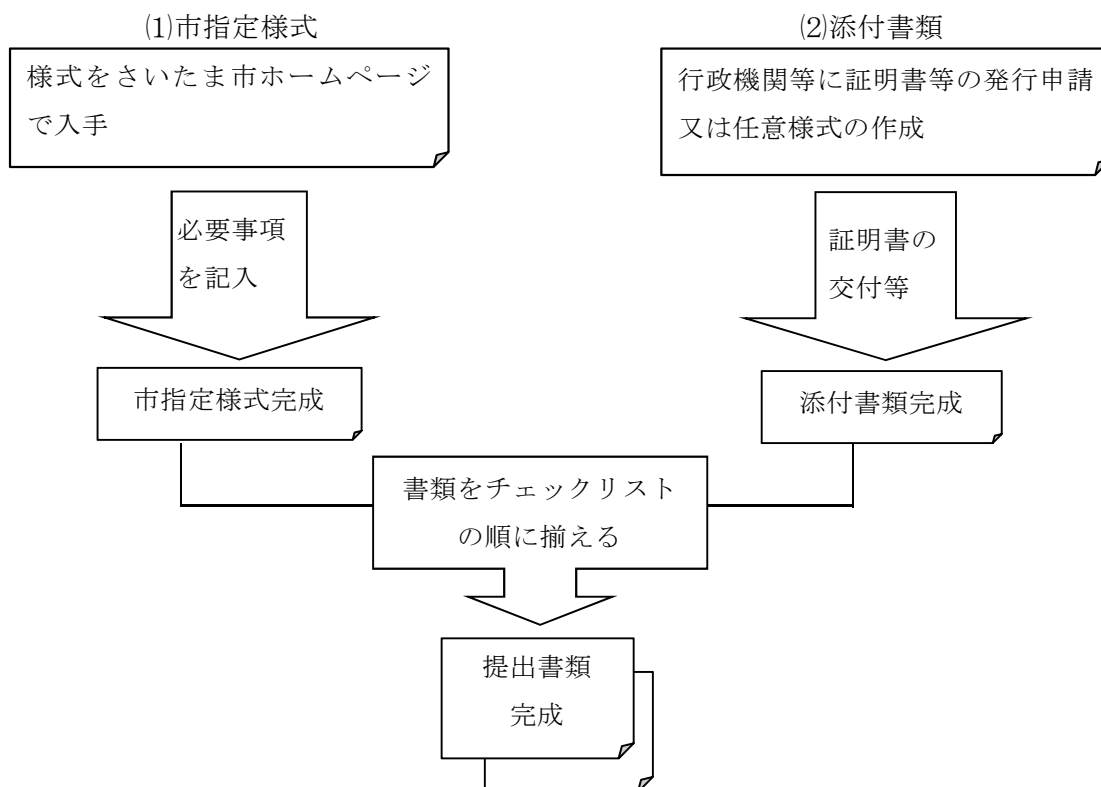 ⑴市指定様式
様式をさいたま市ホームページ
で入手
必要事項
を記入
市指定様式完成
⑵添付書類
行政機関等に証明書等の発行申請
又は任意様式の作成
証明書の
交付等
添付書類完成
書類をチェックリスト
の順に揃える
提出書類
完成